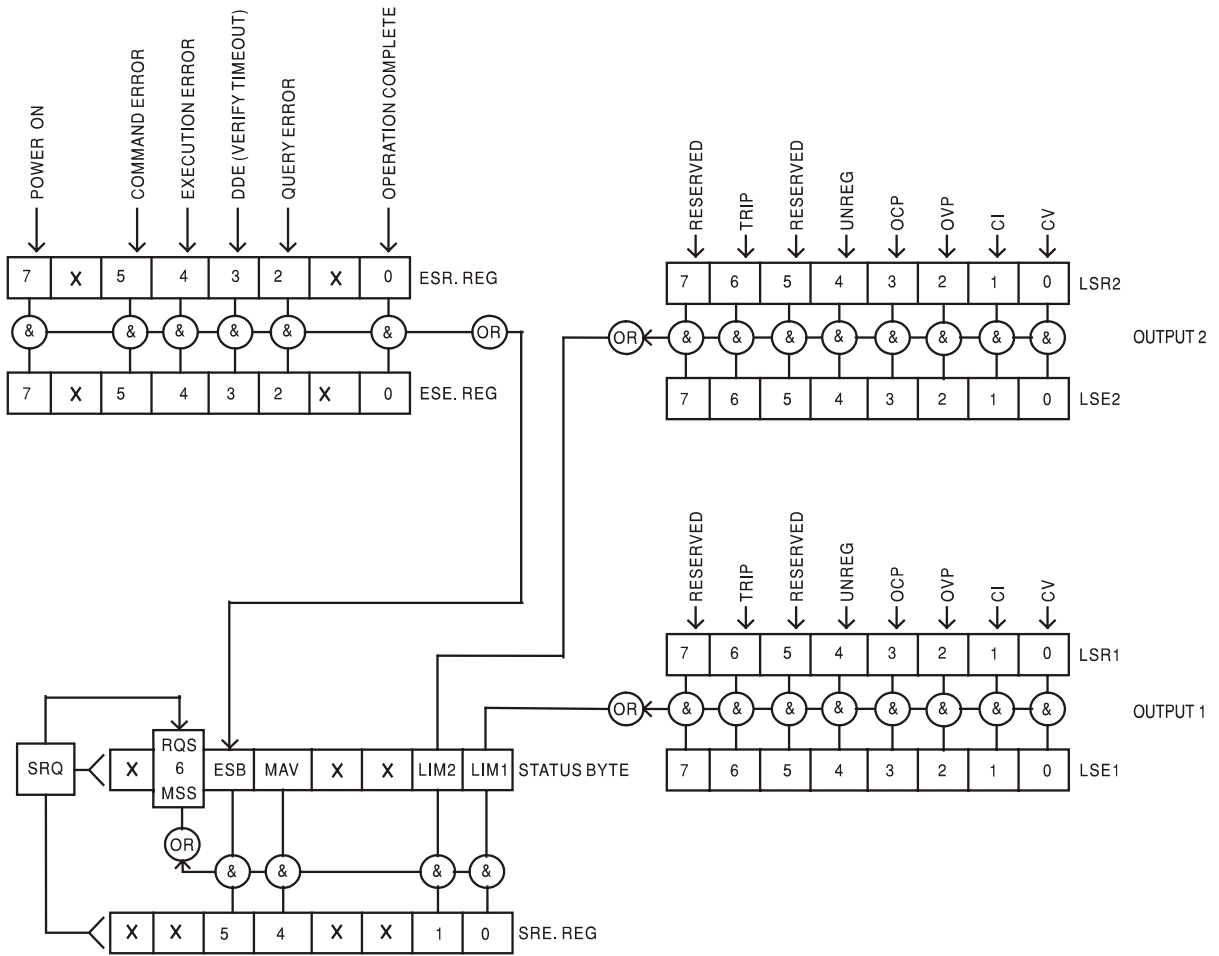 POWER ON
COMMAND ERROR
EXECUTION ERROR
DDE (VERIFY TIMEOUT)
QUERY ERROR
OPERATION COMPLETE
7 X 5 4 3 2 X 0 ESR. REG
& & & & & & OR
7 X 5 4 3 2 X 0 ESE. REG
RESERVED
TRIP
RESERVED
UNREG
OCP
OVP
CI
CV
7 6 5 4 3 2 1 0 LSR2
OR & & & & & & & & OUTPUT 2
7 6 5 4 3 2 1 0 LSE2
RESERVED
TRIP
RESERVED
UNREG
OCP
OVP
CI
CV
7 6 5 4 3 2 1 0 LSR1
OR & & & & & & & & OUTPUT 1
7 6 5 4 3 2 1 0 LSE1
SRQ
X
RQS
6
MSS
ESB MAV X X LIM2 LIM1 STATUS BYTE
OR
& & & &
X X 5 4 X X 1 0 SRE. REG